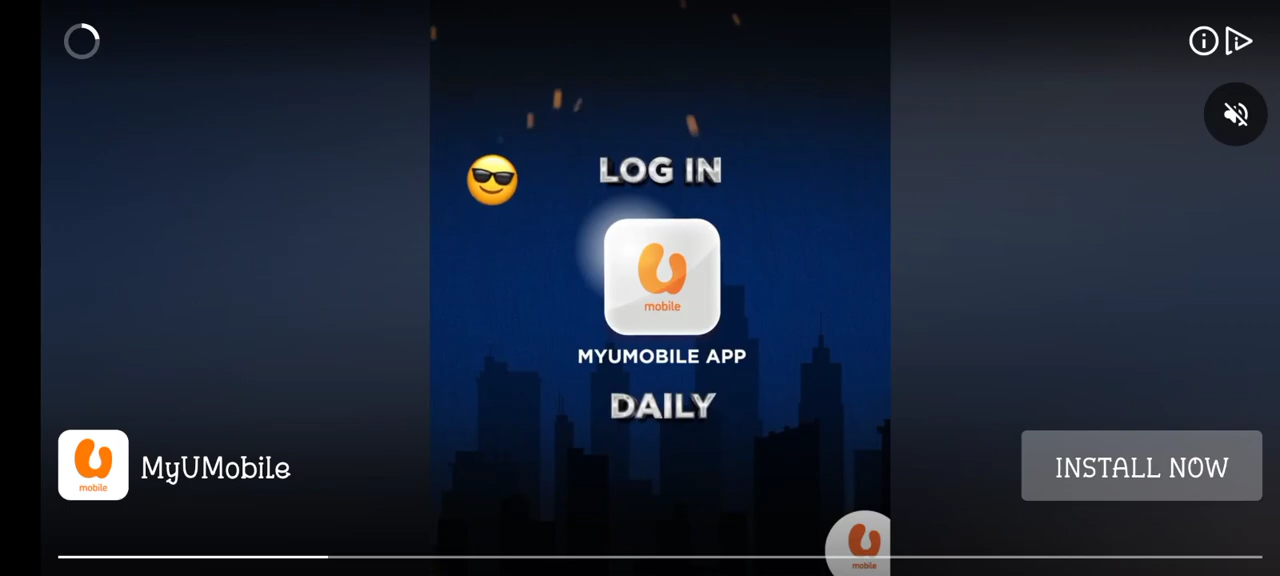 LOG IN
mobile
MYUMOBILE APP
DAILY
mobile
MyUMobile
INSTALL NOW
mobile